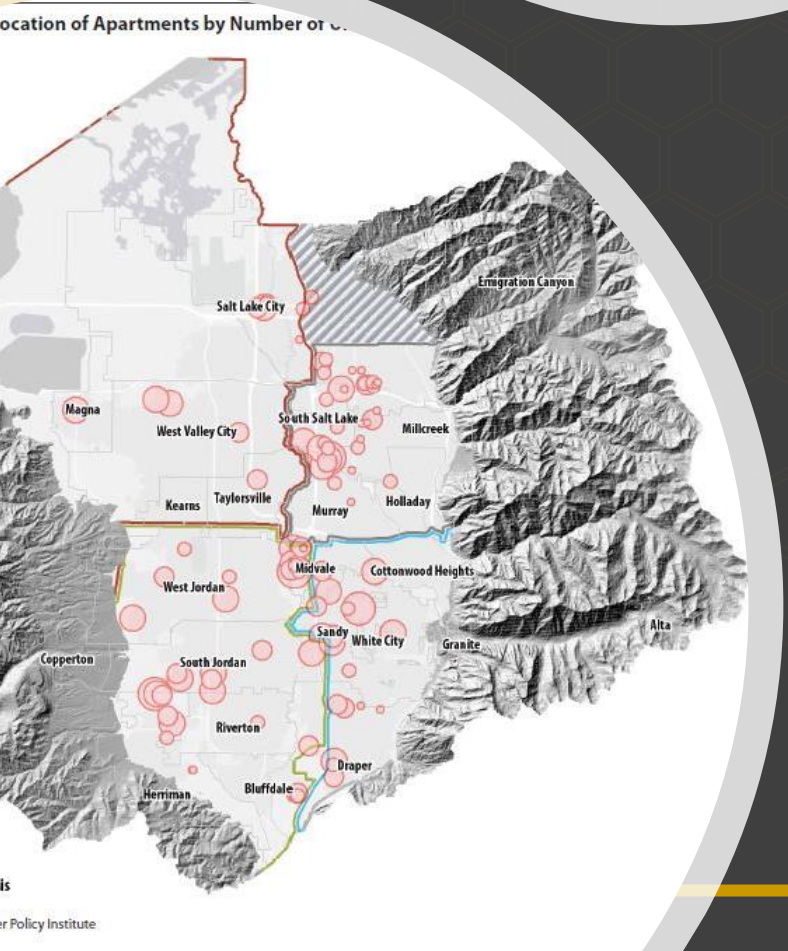 ocation of Apartments by Number of
Emigration Canyon
Salt Lake City
Magna
South Salt Lake
West Valley City
Millcreek
Taylorsville
Holladay
Kearns
Murray
Midvale
Cottonwood Heights
West Jordan
Alta
Sandy
White City
Granite
Copperton
South Jordan
Riverton
Draper
Bluffdale
Herriman
is
er Policy Institute